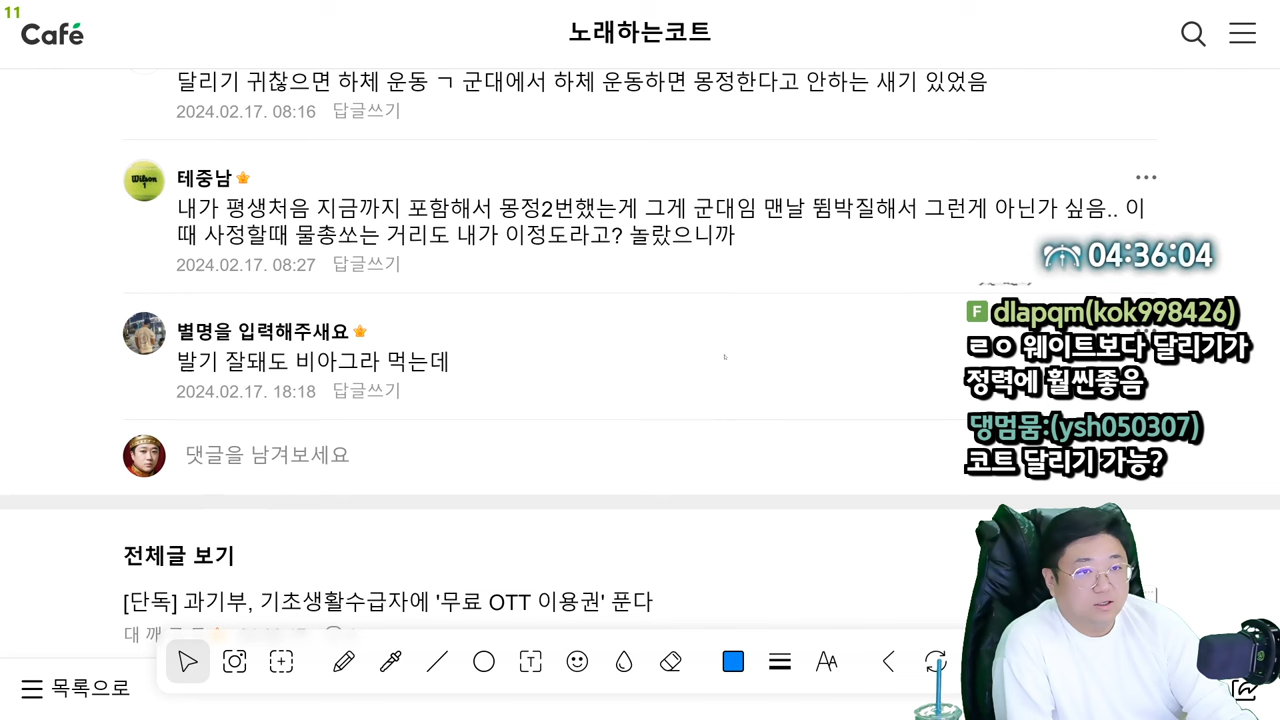 11
Café
노래하는코트
달리기 귀찮으면 하체 운동 ㄱ 군대에서 하체 운동하면 몽정한다고 안하는 새기 있었음
2024.02.17. 08:16 답글쓰기
Wilson
1
테중남
내가 평생처음 지금까지 포함해서 몽정2번했는게 그게 군대임 맨날 뜀박질해서 그런게 아닌가 싶음.. 이
때 사정할때 물총쏘는 거리도 내가 이정도라고? 놀랐으니까
2024.02.17. 08:27 답글쓰기
04:36:04
F dlapqm(kok998426)
ㄹㅇ 웨이트보다 달리기가
정력에 훨씬좋음
별명을 입력해주새요
발기 잘돼도 비아그라 먹는데
2024.02.17. 18:18 답글쓰기
댕멈뭄:(ysh050307)
코트 달리기 가능?
댓글을 남겨보세요
전체글 보기
[단독] 과기부, 기초생활수급자에 '무료 OTT 이용권' 푼다
T
AA
목록으로